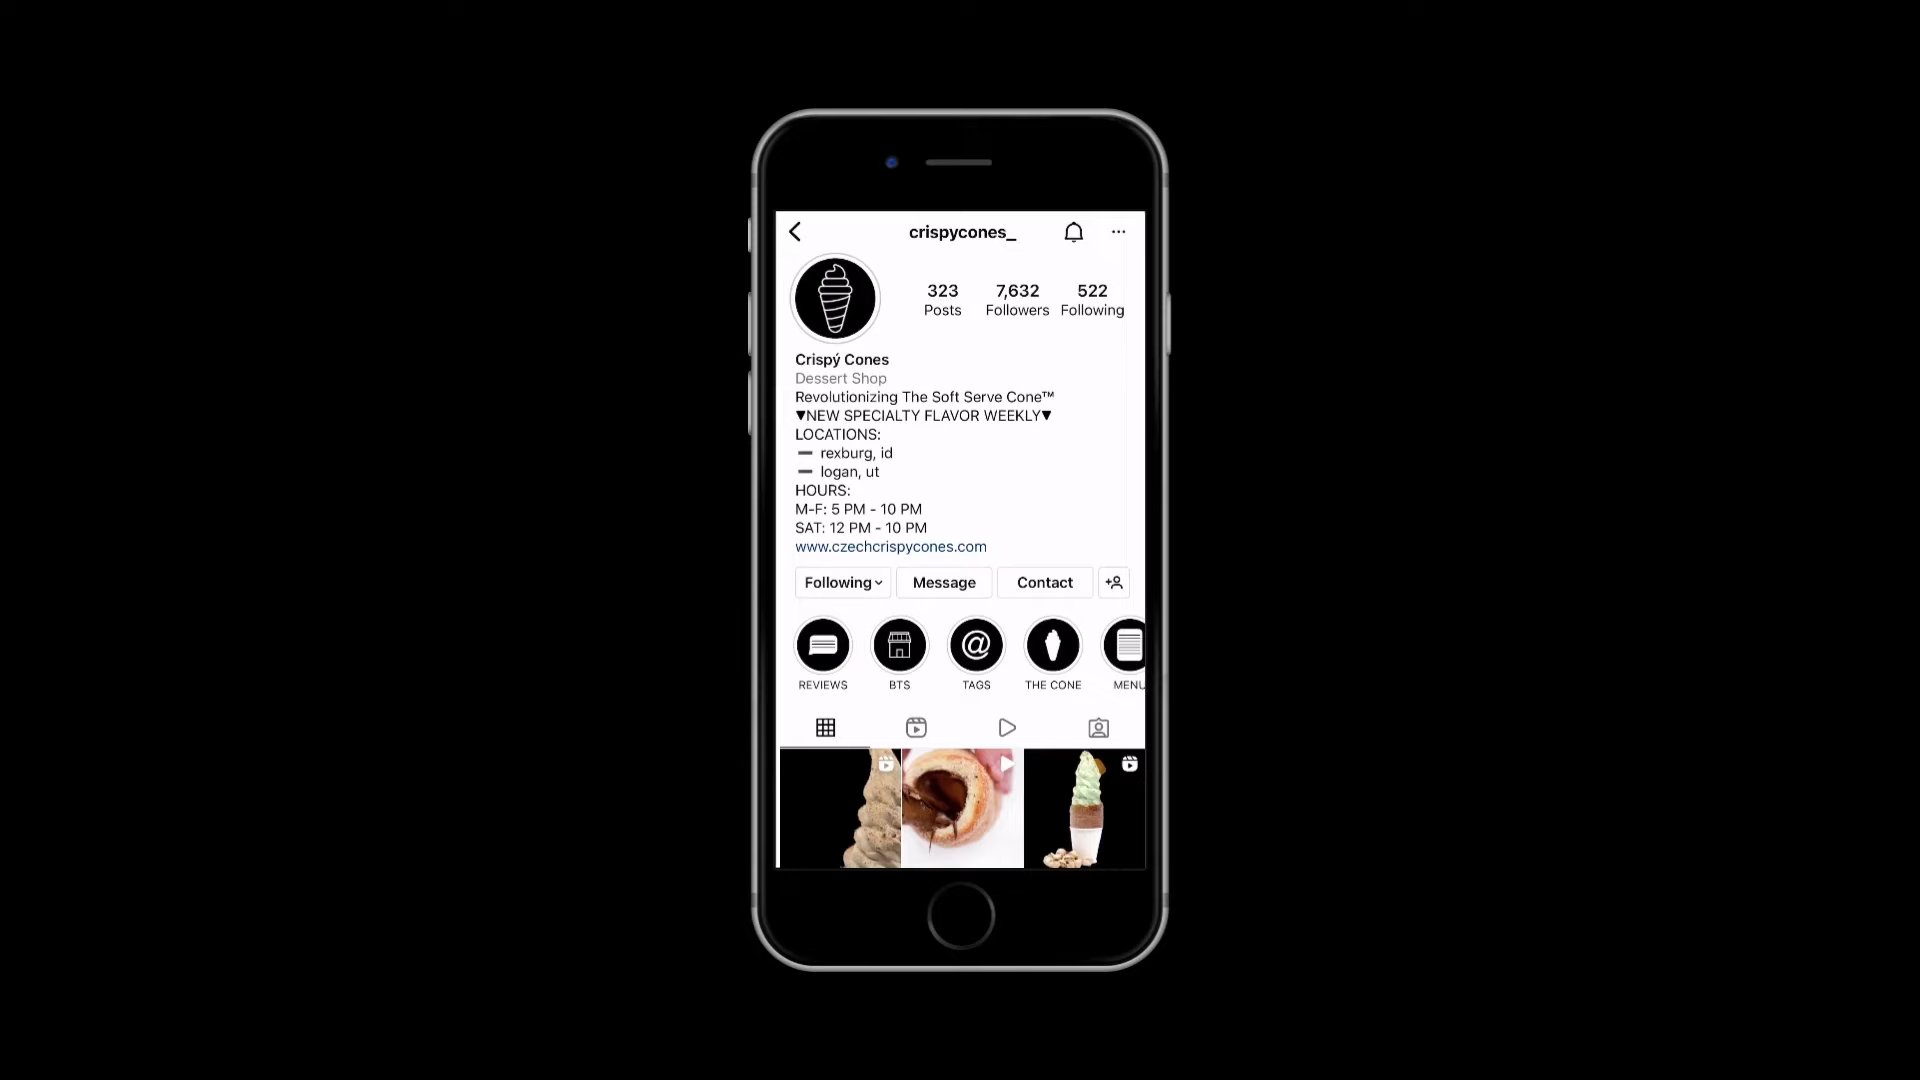 crispycones_
323 7,632 522
Posts Followers Following
Crispý Cones
Dessert Shop
Revolutionizing The Soft Serve Cone™
▼NEW SPECIALTY FLAVOR WEEKLY▼
LOCATIONS:
➖ rexburg, id
➖ logan, ut
HOURS:
M-F: 5 PM - 10 PM
SAT: 12 PM - 10 PM
www.czechcrispycones.com
Following Message Contact
@
REVIEWS BTS TAGS THE CONE MENU